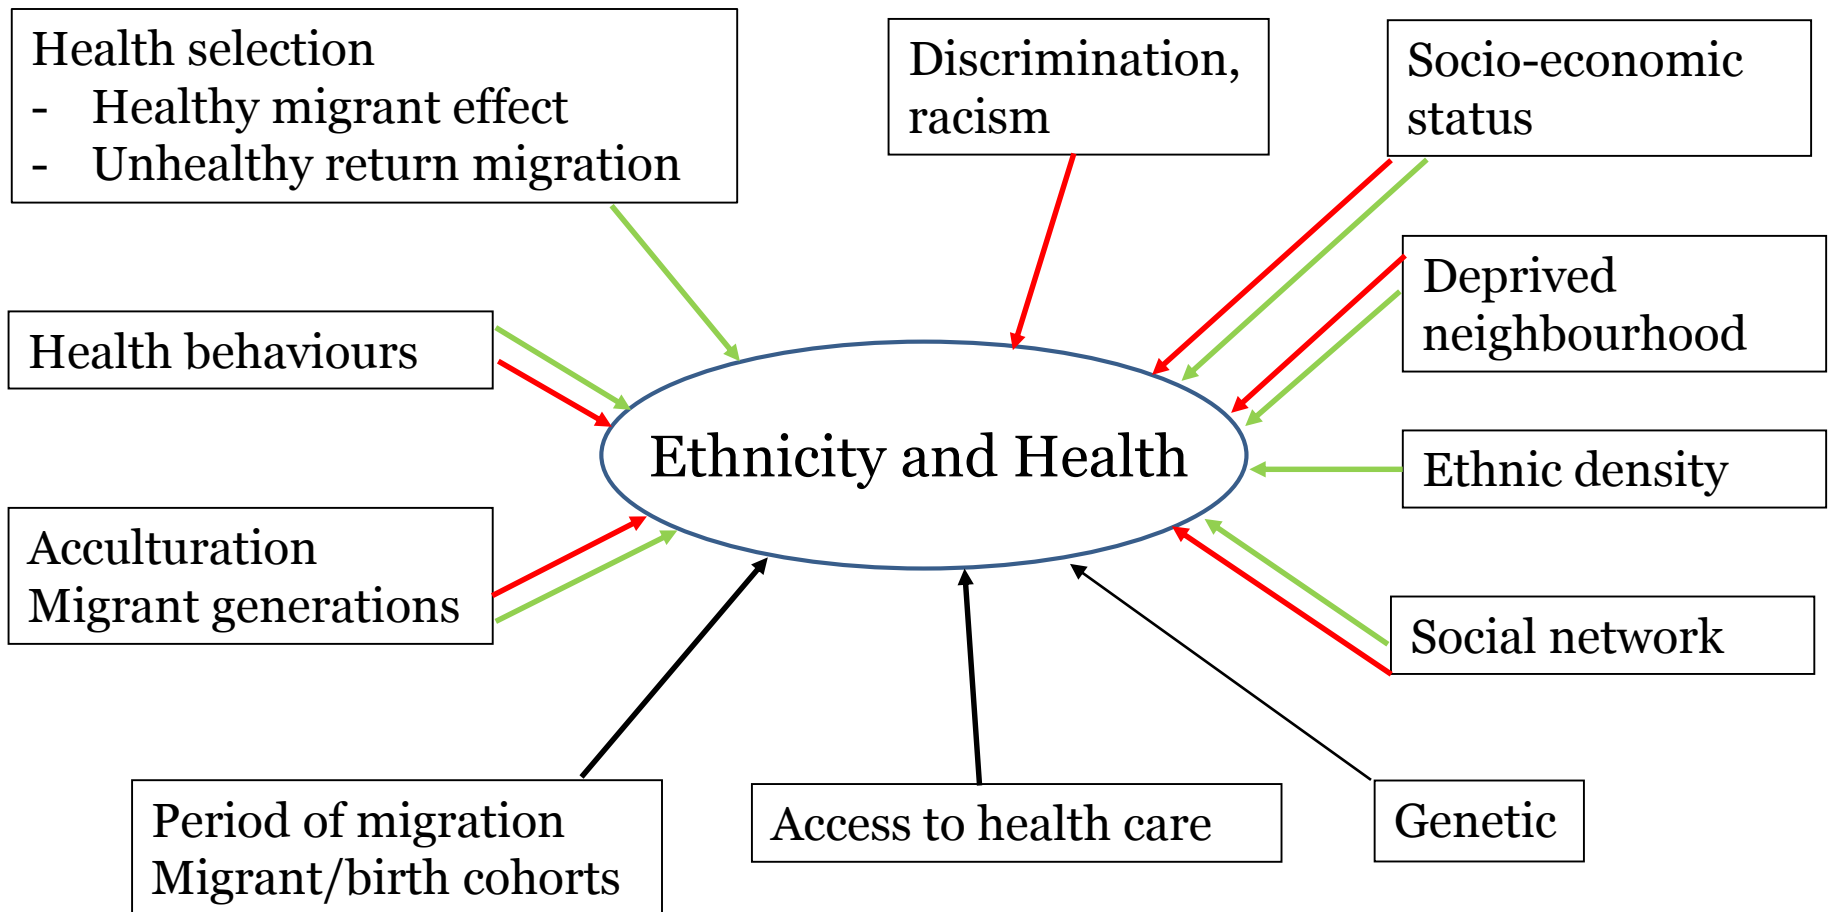 Health selection
- Healthy migrant effect
- Unhealthy return migration
Discrimination,
racism
Socio-economic
status
Health behaviours
Deprived
neighbourhood
Ethnicity and Health
Ethnic density
Acculturation
Migrant generations
Social network
Period of migration
Migrant/birth cohorts
Access to health care
Genetic